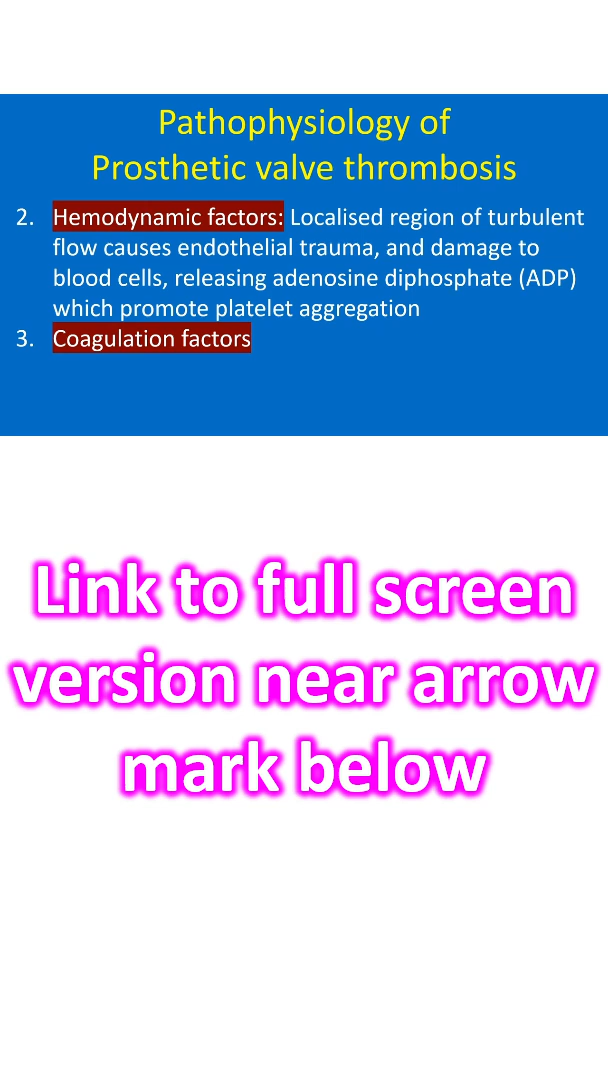 Pathophysiology of
Prosthetic valve thrombosis
2. Hemodynamic factors: Localised region of turbulent
flow causes endothelial trauma, and damage to
blood cells, releasing adenosine diphosphate (ADP)
which promote platelet aggregation
3. Coagulation factors
Link to full screen
version near arrow
mark below